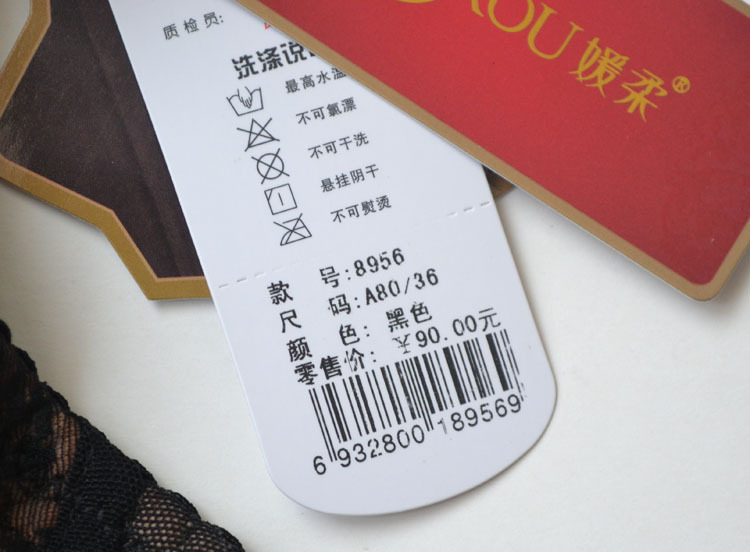 质检员:
洗涤说
最高水温
不可氯漂
不可干洗
悬挂阴干
不可熨烫
款 号:8956
尺 码:A80/36
颜 色: 黑色
零售价: ¥90.00元
6 932800 189569
OU 媛柔®